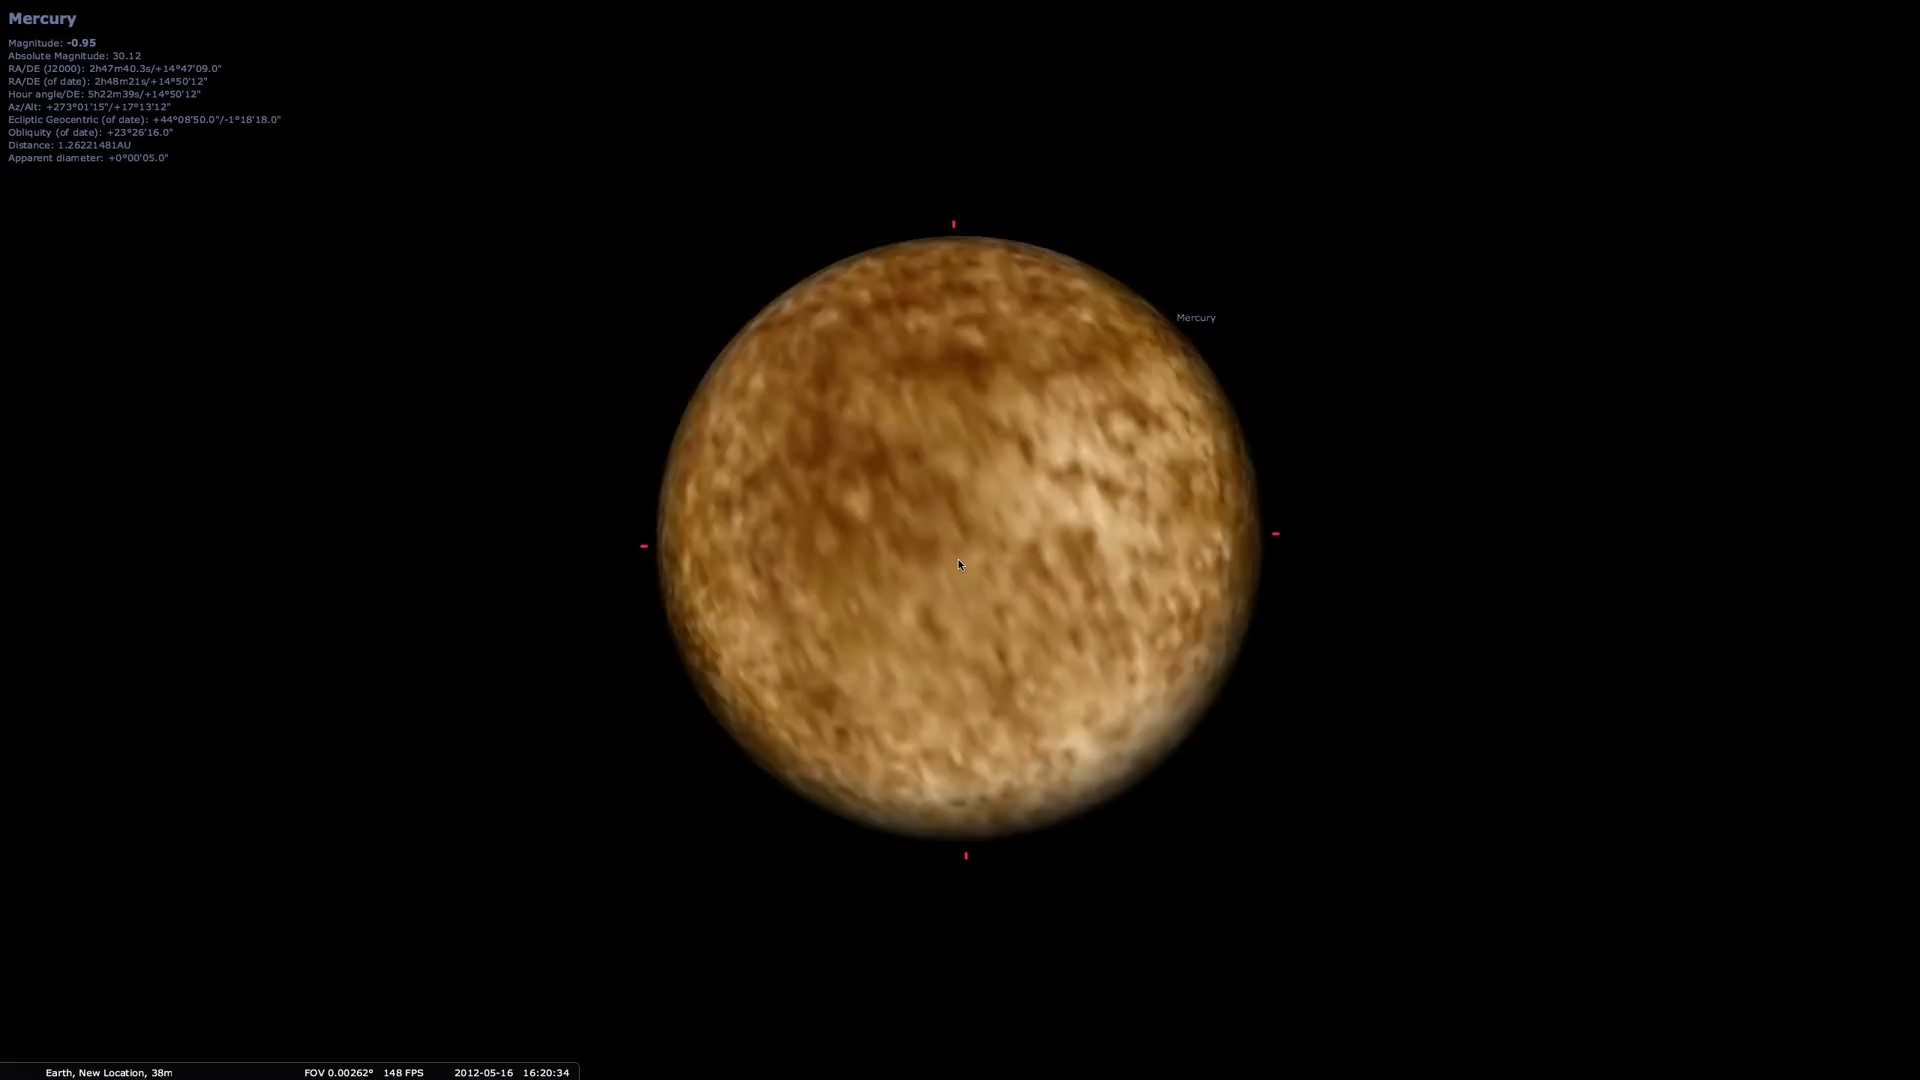 Mercury
Magnitude: -0.95
Absolute Magnitude: 30.12
RA/DE (J2000): 2h47m40.3s/+14°47'09.0"
RA/DE (of date): 2h48m21s/+14°50'12"
Hour angle/DE: 5h22m39s/+14°50'12"
Az/Alt: +273°01'15"/+17°13'12"
Ecliptic Geocentric (of date): +44°08'50.0"/-1°18'18.0"
Obliquity (of date): +23°26'16.0"
Distance: 1.26221481AU
Apparent diameter: +0°00'05.0"
Mercury
Earth, New Location, 38m FOV 0.00262° 148 FPS 2012-05-16 16:20:34